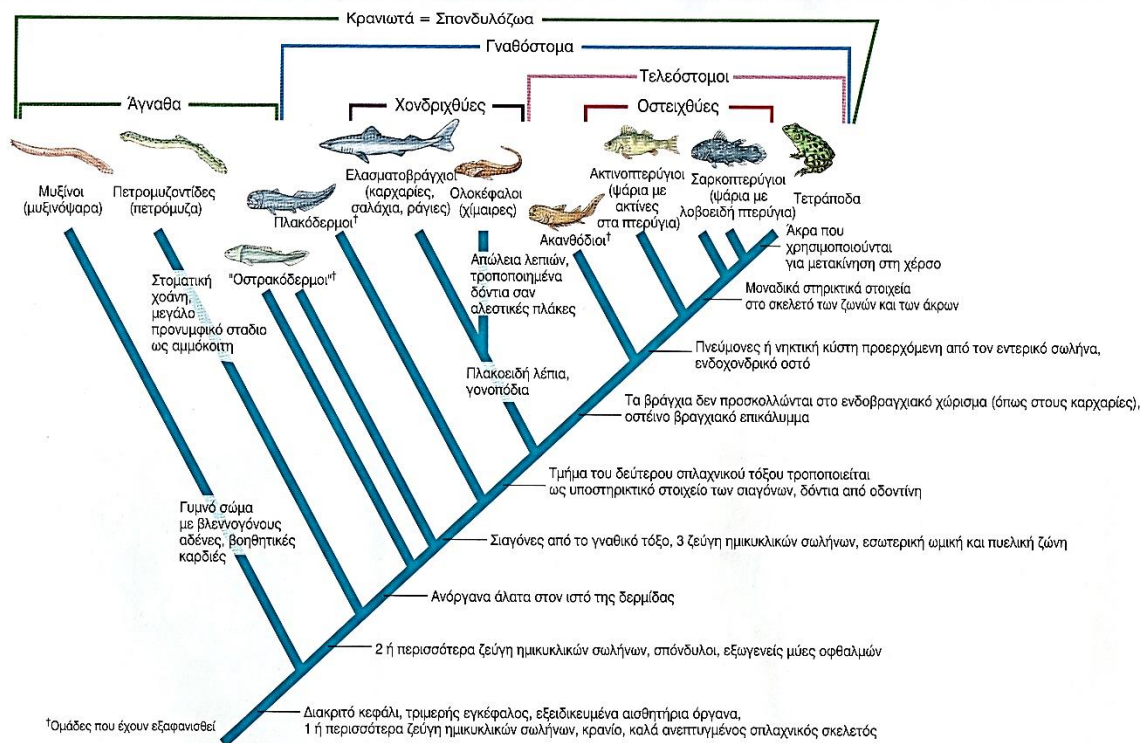 Κρανιωτά = Σπονδυλόζωα
Γναθόστομα
Τελεόστομοι
Άγναθα
Χονδριχθύες
Οστειχθύες
Μυξίνοι
(μυξινόψαρα)
Πετρομυζοντίδες
(πετρόμυζα)
Πλακόδερμοι†
"Οστρακόδερμοι"†
Ελασματοβράγχιοι
(καρχαρίες,
σαλάχια, ράγιες)
Ολοκέφαλοι
(χίμαιρες)
Ακανθόδιοι†
Ακτινοπτερύγιοι
(ψάρια με
ακτίνες
στα πτερύγια)
Σαρκοπτερύγιοι
(ψάρια με
λοβοειδή πτερύγια)
Τετράποδα
Άκρα που
χρησιμοποιούνται
για μετακίνηση στη χέρσο
Στοματική
χοάνη,
μεγάλο
προνυμφικό σταδιο
ως αμμόκοιτη
Απώλεια λεπιών,
τροποποιημένα
δόντια σαν
αλεστικές πλάκες
Μοναδικά στηρικτικά στοιχεία
στο σκελετό των ζωνών και των άκρων
Πνεύμονες ή νηκτική κύστη προερχόμενη από τον εντερικό σωλήνα,
ενδοχονδρικό οστό
Πλακοειδή λέπια,
γονοπόδια
Τα βράγχια δεν προσκολλώνται στο ενδοβραγχιακό χώρισμα (όπως στους καρχαρίες),
οστέινο βραγχιακό επικάλυμμα
Τμήμα του δεύτερου σπλαχνικού τόξου τροποποιείται
ως υποστηρικτικό στοιχείο των σιαγόνων, δόντια από οδοντίνη
Γυμνό σώμα
με βλεννογόνους
αδένες, βοηθητικές
καρδιές
Σιαγόνες από το γναθικό τόξο, 3 ζεύγη ημικυκλικών σωλήνων, εσωτερική ωμική και πυελική ζώνη
Ανόργανα άλατα στον ιστό της δερμίδας
2 ή περισσότερα ζεύγη ημικυκλικών σωλήνων, σπόνδυλοι, εξωγενείς μύες οφθαλμών
†Ομάδες που έχουν εξαφανισθεί
Διακριτό κεφάλι, τριμερής εγκέφαλος, εξειδικευμένα αισθητήρια όργανα,
1 ή περισσότερα ζεύγη ημικυκλικών σωλήνων, κρανίο, καλά ανεπτυγμένος σπλαχνικός σκελετός